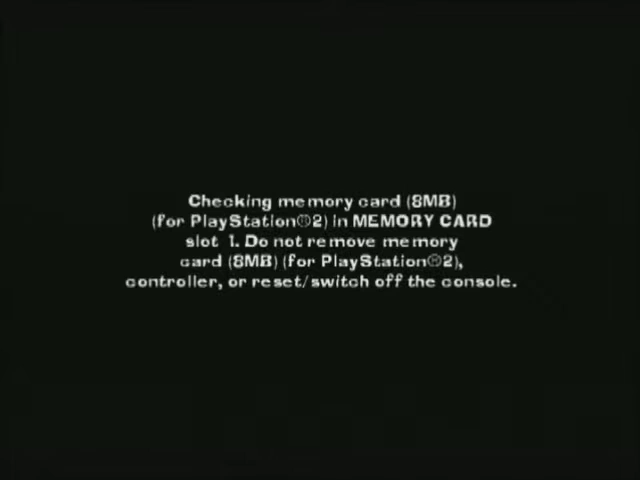 Checking memory card (8MB)
(for PlayStation®2) in MEMORY CARD
slot 1. Do not remove memory
card (8MB) (for PlayStation®2),
controller, or reset/switch off the console.